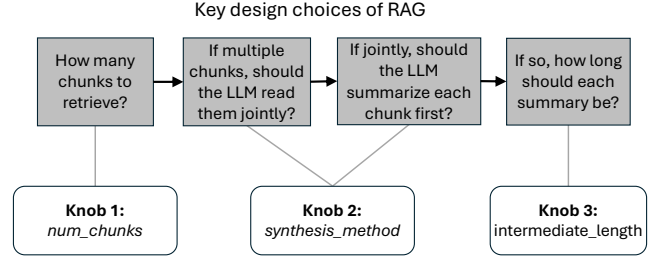 Key design choices of RAG
How many
chunks to
retrieve?
If multiple
chunks, should
the LLM read
them jointly?
If jointly, should
the LLM
summarize each
chunk first?
If so, how long
should each
summary be?
Knob 1:
num_chunks
Knob 2:
synthesis_method
Knob 3:
intermediate_length